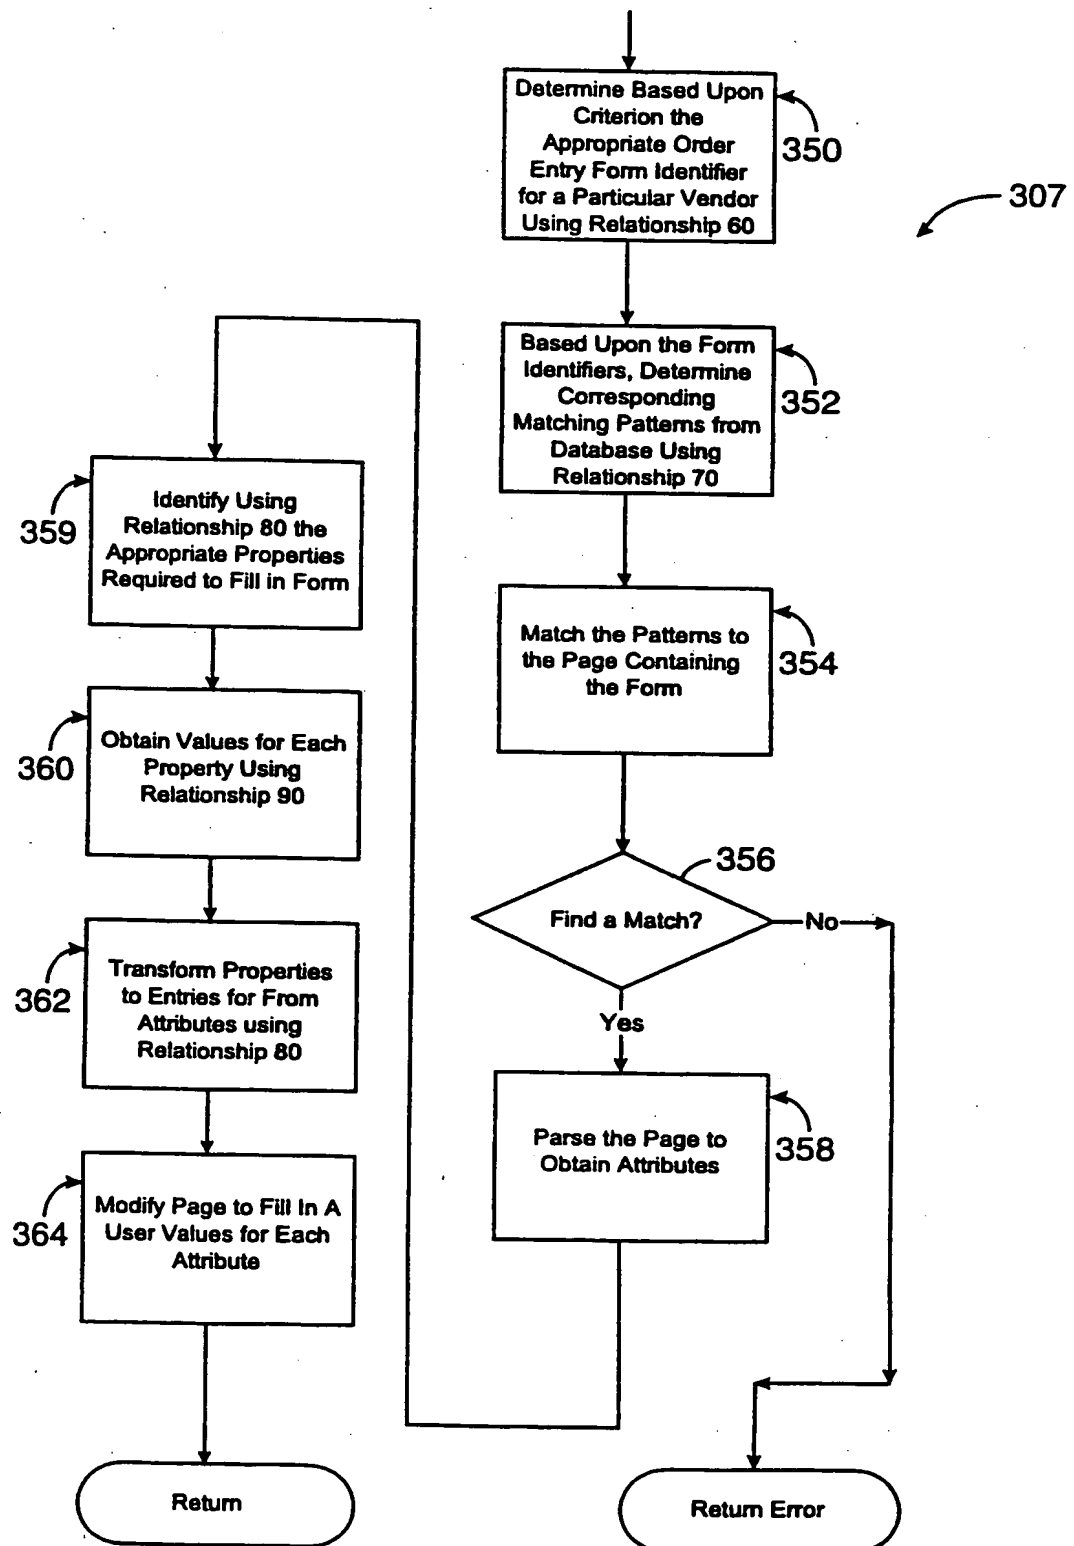 Determine Based Upon
Criterion the
Appropriate Order
Entry Form Identifier
for a Particular Vendor
Using Relationship 60
350
307
Based Upon the Form
Identifiers, Determine
Corresponding
Matching Patterns from
Database Using
Relationship 70
352
Match the Patterns to
the Page Containing
the Form
354
356
Find a Match?
No
Yes
Parse the Page to
Obtain Attributes
358
Identify Using
Relationship 80 the
Appropriate Properties
Required to Fill in Form
359
Obtain Values for Each
Property Using
Relationship 90
360
Transform Properties
to Entries for From
Attributes using
Relationship 80
362
Modify Page to Fill In A
User Values for Each
Attribute
364
Return
Return Error